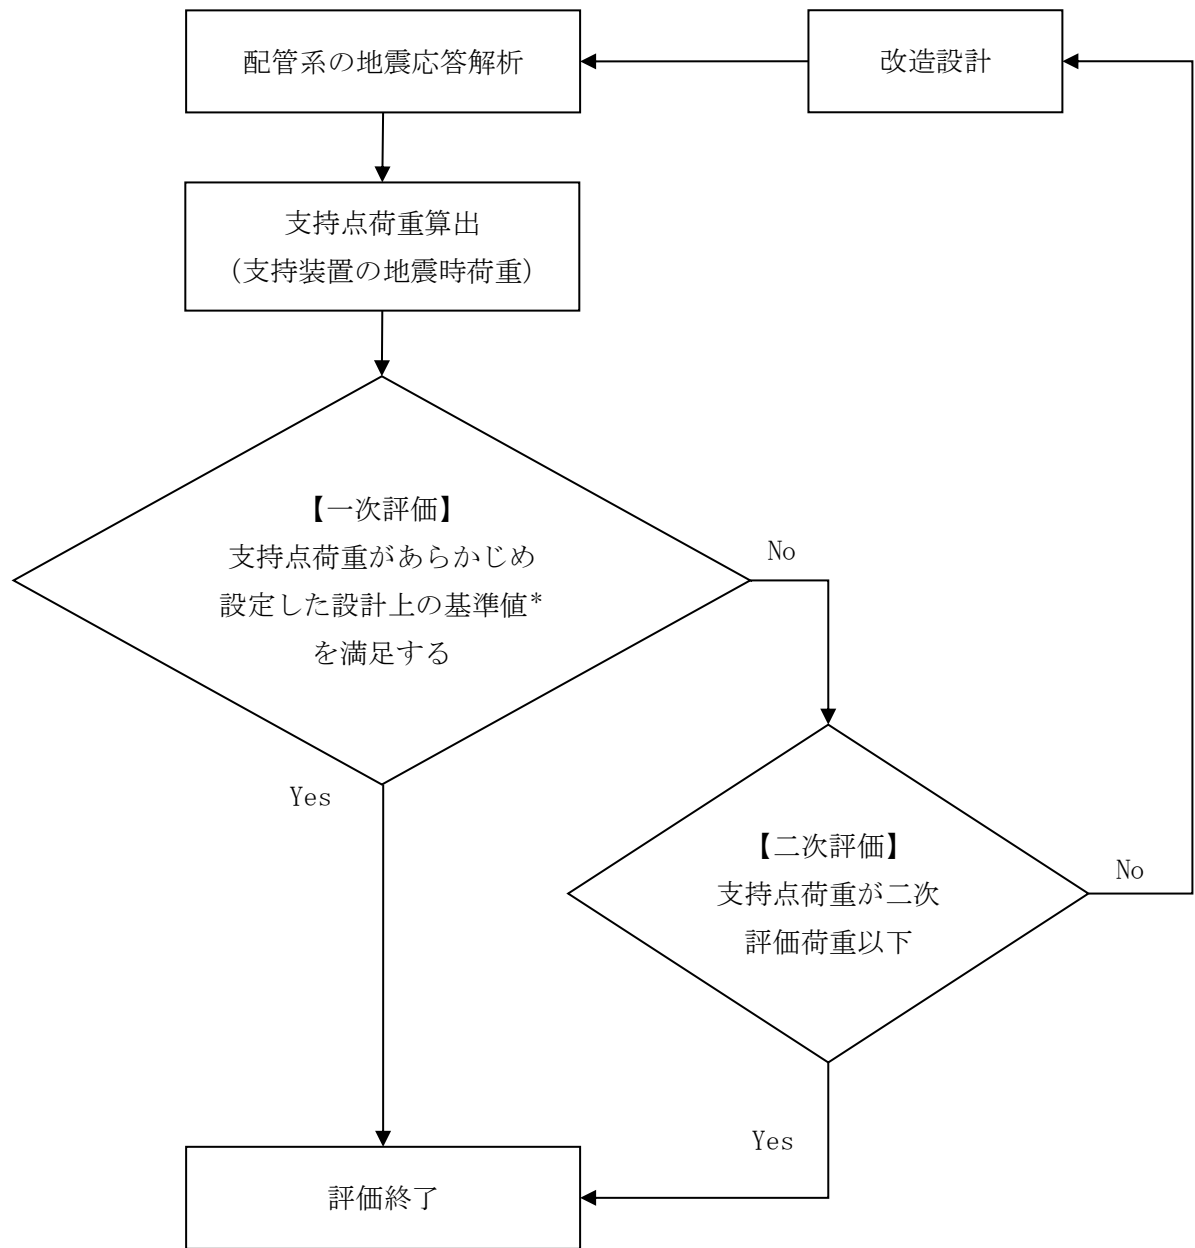 配管系の地震応答解析
改造設計
支持点荷重算出
（支持装置の地震時荷重）
【一次評価】
支持点荷重があらかじめ
設定した設計上の基準値*
を満足する
No
Yes
【二次評価】
支持点荷重が二次
評価荷重以下
No
Yes
評価終了